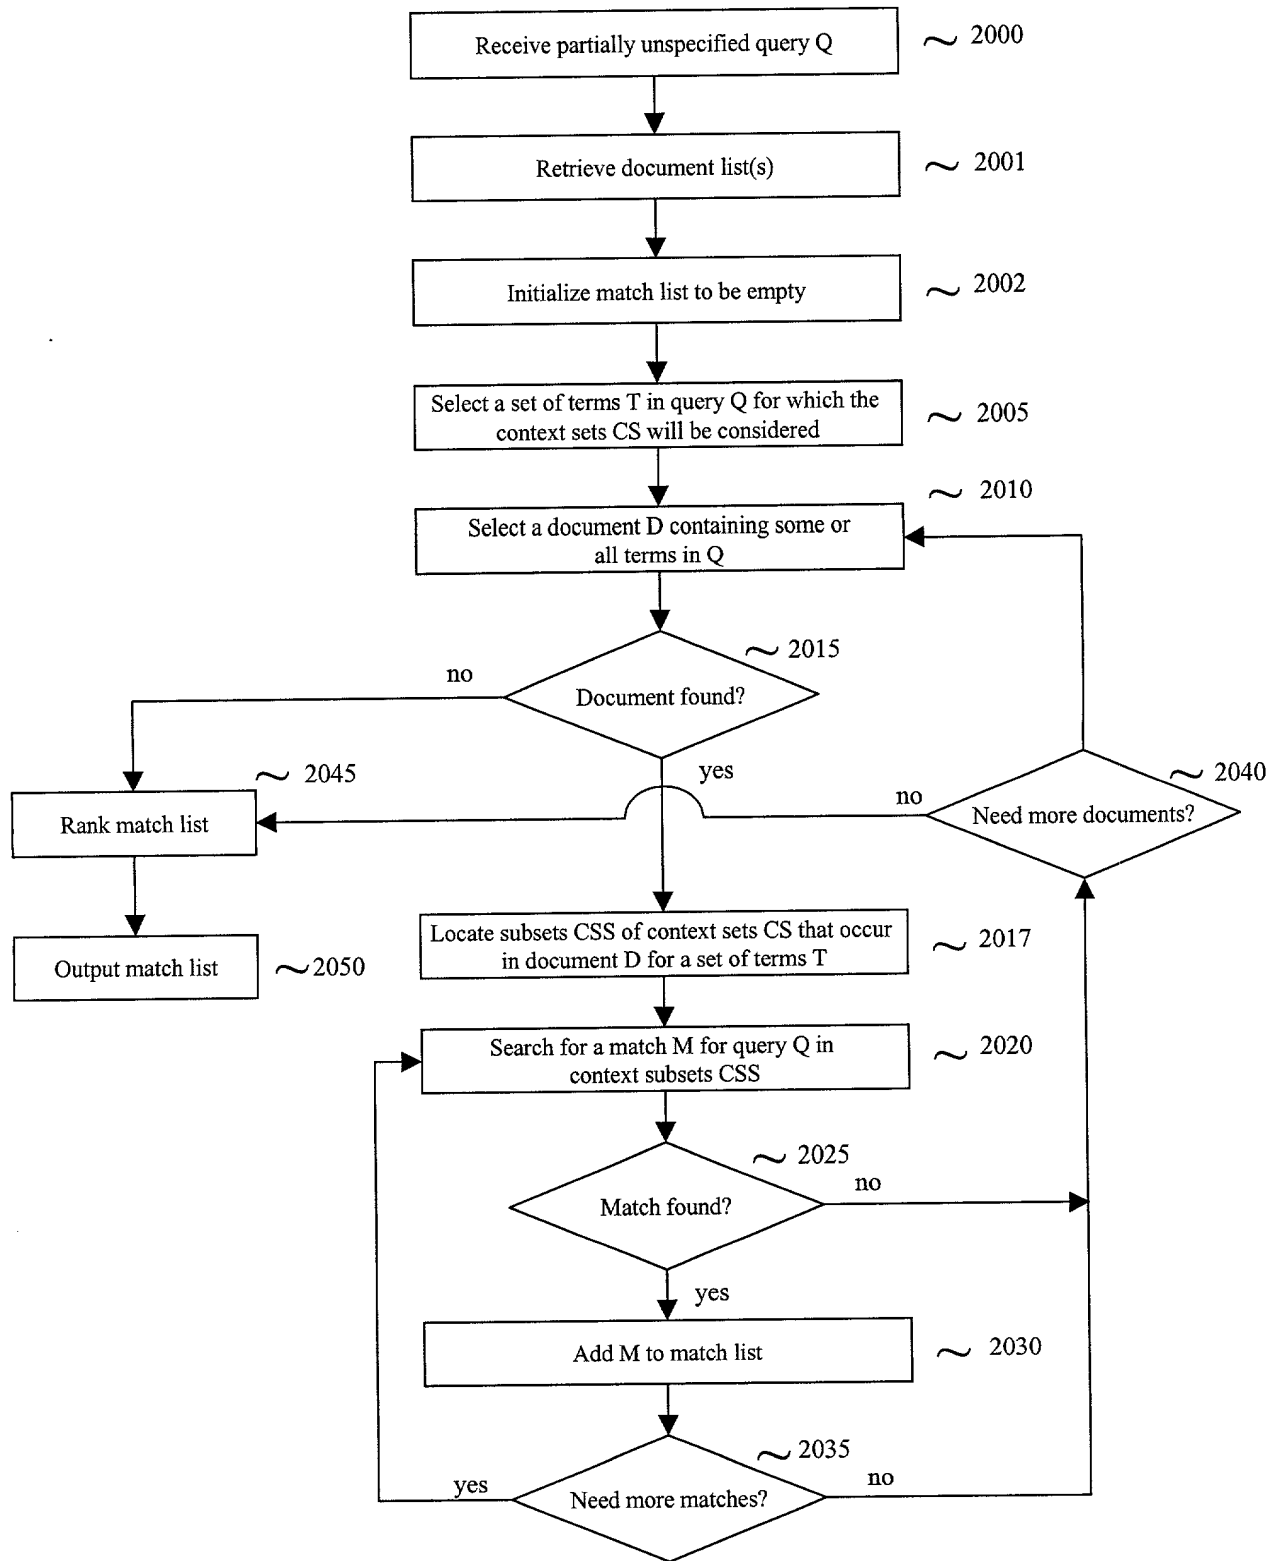 Receive partially unspecified query Q
2000
Retrieve document list(s)
2001
Initialize match list to be empty
2002
Select a set of terms T in query Q for which the
context sets CS will be considered
2005
2010
Select a document D containing some or
all terms in Q
2015
no
Document found?
yes
2045
2040
no
Rank match list
Need more documents?
Locate subsets CSS of context sets CS that occur
in document D for a set of terms T
2017
Output match list
2050
Search for a match M for query Q in
context subsets CSS
2020
2025
no
Match found?
yes
Add M to match list
2030
2035
yes
no
Need more matches?